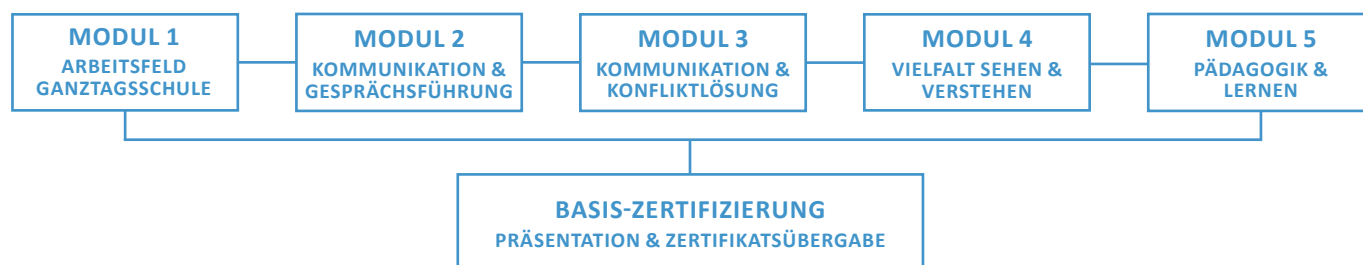 MODUL 1
ARBEITSFELD
GANZTAGSSCHULE
MODUL 2
KOMMUNIKATION &
GESPRÄCHSFÜHRUNG
MODUL 3
KOMMUNIKATION &
KONFLIKTLÖSUNG
MODUL 4
VIELFALT SEHEN &
VERSTEHEN
MODUL 5
PÄDAGOGIK &
LERNEN
BASIS-ZERTIFIZIERUNG
PRÄSENTATION & ZERTIFIKATSÜBERGABE